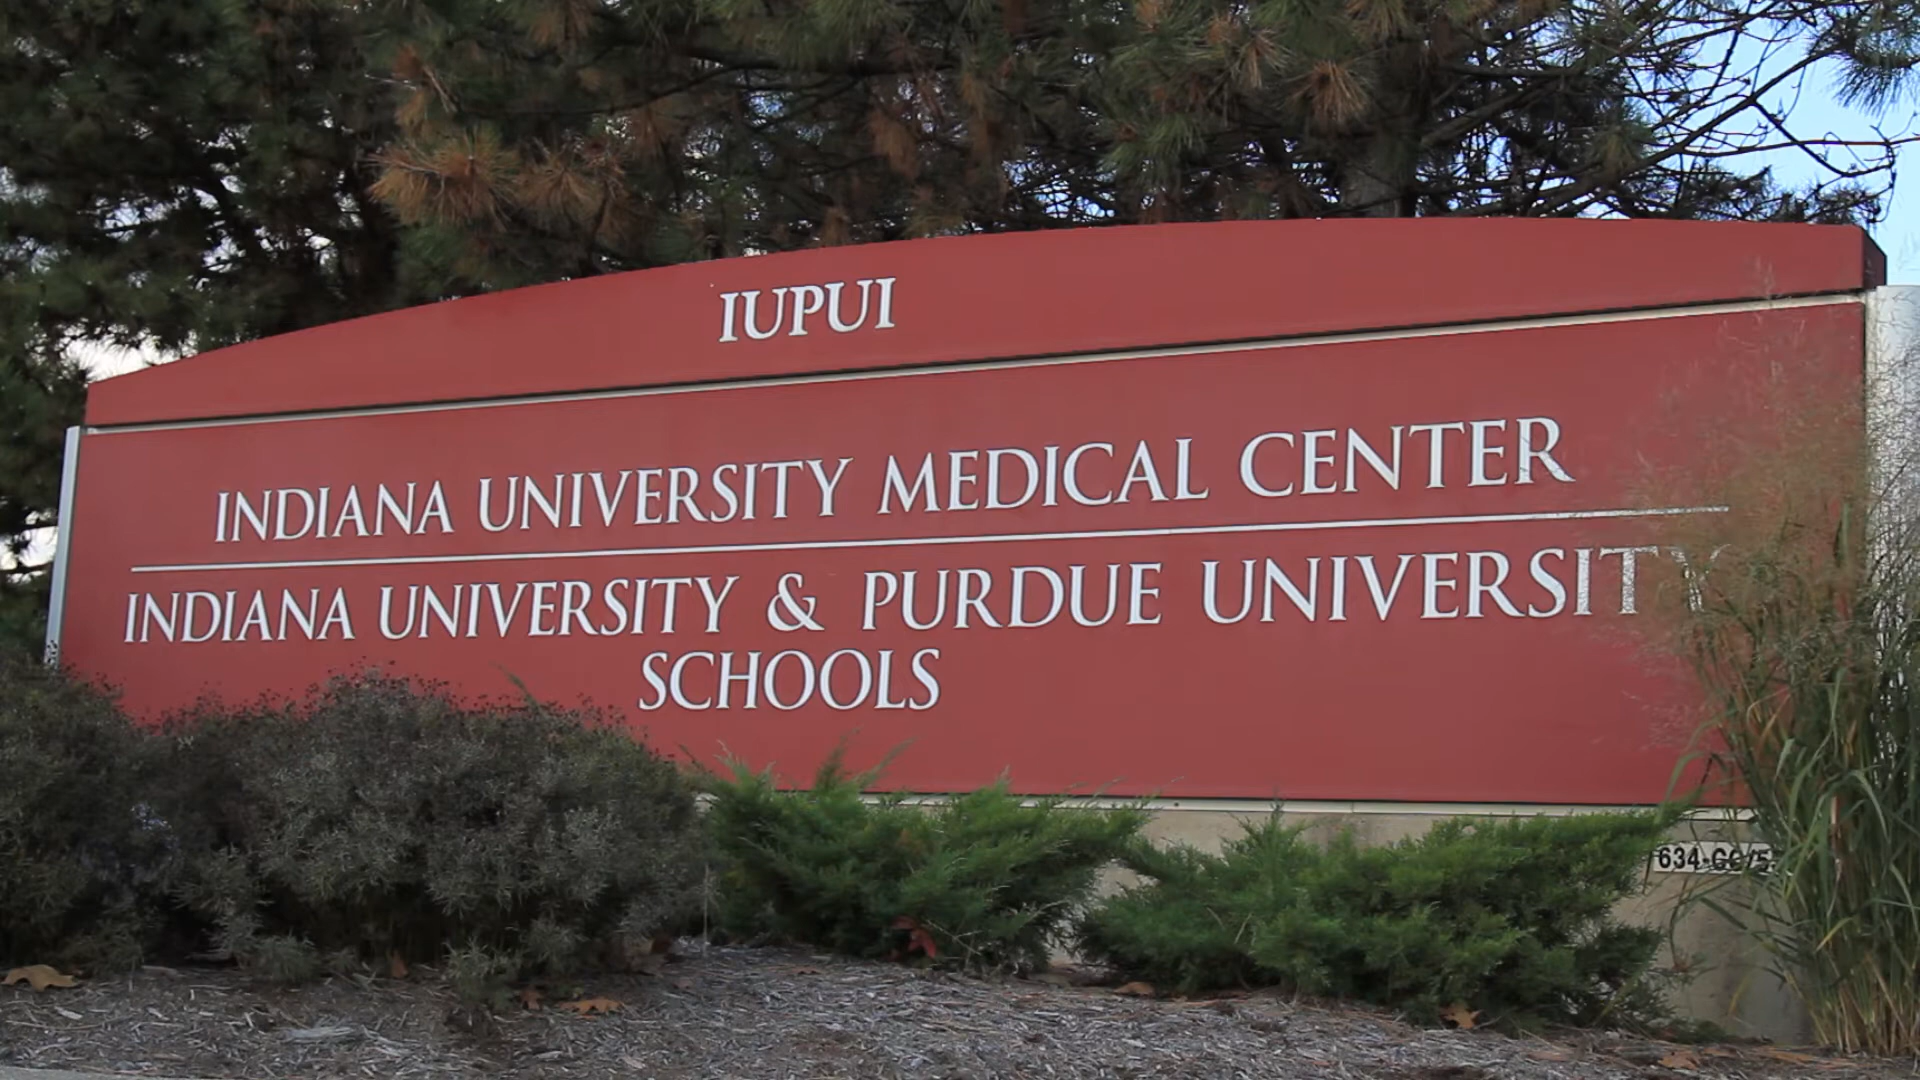 IUPUI
INDIANA UNIVERSITY MEDICAL CENTER
INDIANA UNIVERSITY & PURDUE UNIVERSITY
SCHOOLS